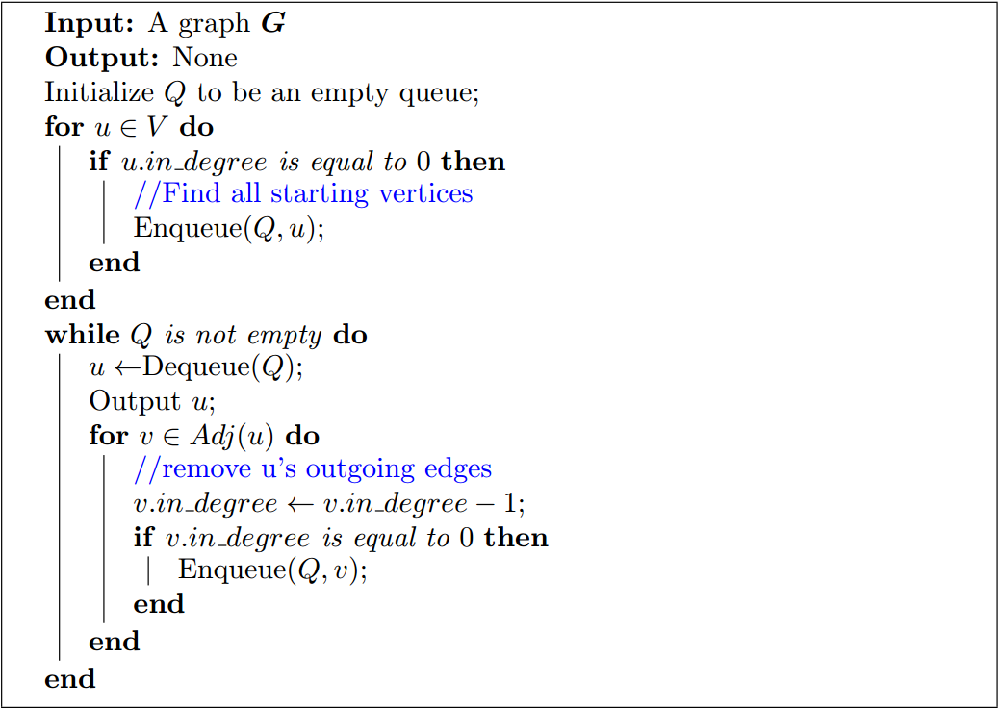 Input: A graph G
Output: None
Initialize Q to be an empty queue;
for u ∈ V do
if u.in_degree is equal to 0 then
//Find all starting vertices
Enqueue(Q, u);
end
end
while Q is not empty do
u ←Dequeue(Q);
Output u;
for v ∈ Adj(u) do
//remove u's outgoing edges
v.in_degree ← v.in_degree − 1;
if v.in_degree is equal to 0 then
Enqueue(Q, v);
end
end
end